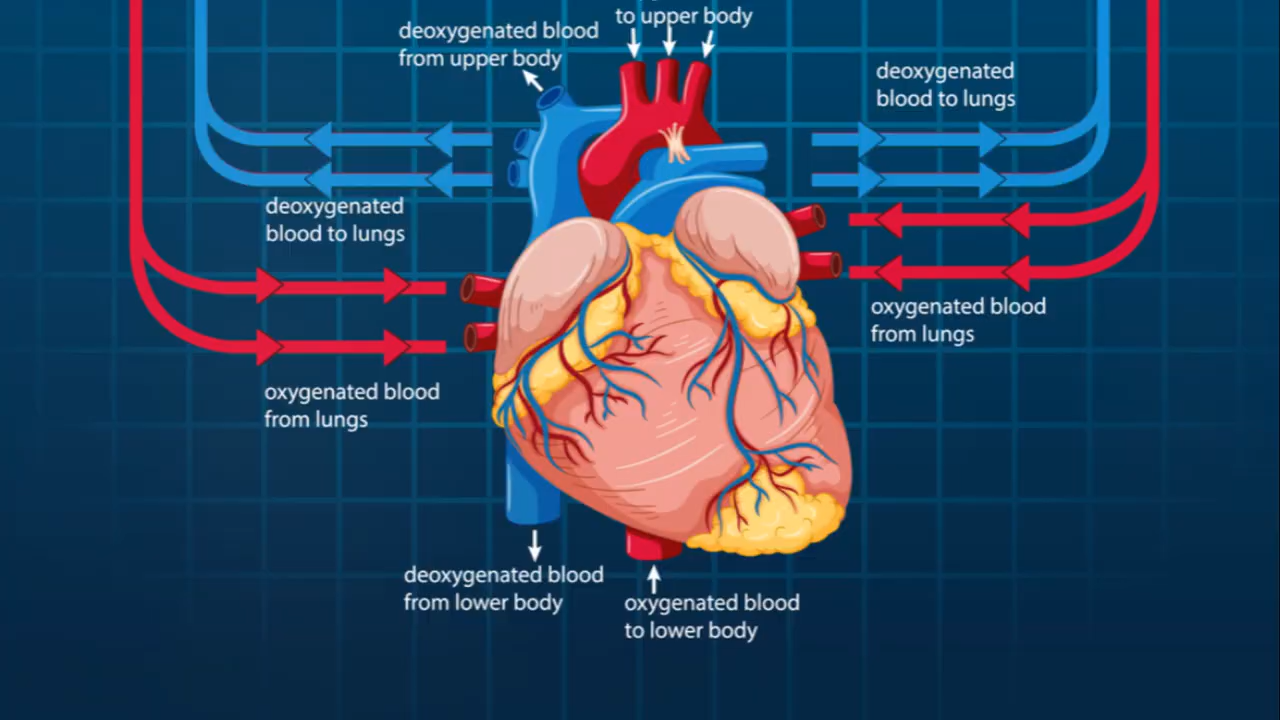 to upper body
deoxygenated blood
from upper body
deoxygenated
blood to lungs
deoxygenated
blood to lungs
oxygenated blood
from lungs
oxygenated blood
from lungs
deoxygenated blood
from lower body
oxygenated blood
to lower body